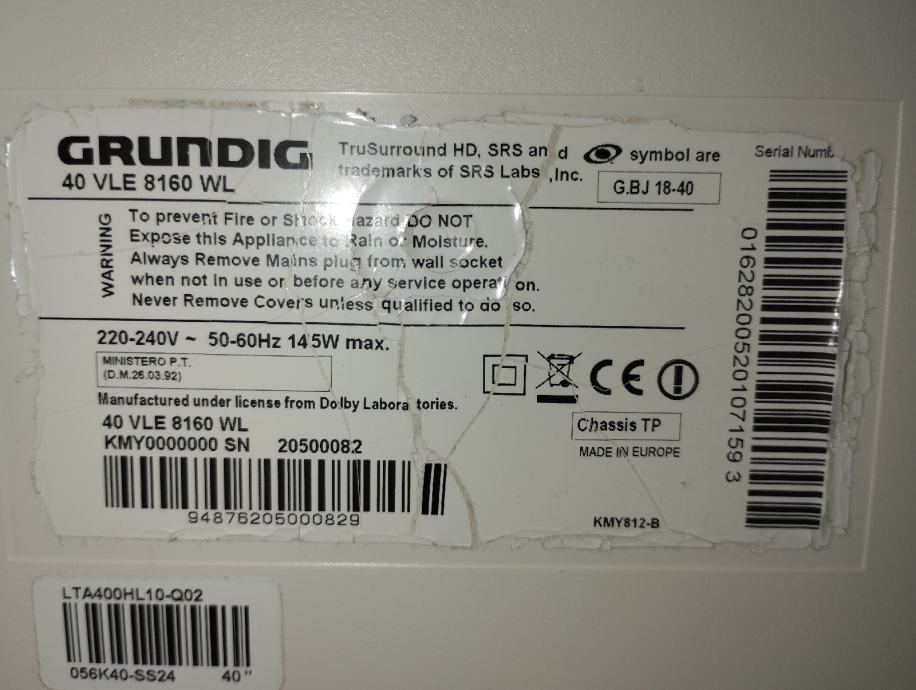 GRUNDIG
40 VLE 8160 WL
TruSurround HD, SRS and symbol are
trademarks of SRS Labs ,Inc.
G.BJ 18-40
Serial Numb
WARNING
To prevent Fire or Shock Hazard DO NOT
Expose this Appliance to Rain or Moisture.
Always Remove Mains plug from wall socket
when not in use or before any service operation.
Never Remove Covers unless qualified to do so.
220-240V ~ 50-60Hz 145W max.
MINISTERO P.T.
(D.M.26.03.92)
Manufactured under license from Dolby Laboratories.
40 VLE 8160 WL
KMY0000000 SN 20500082
94876205000829
CE
Chassis TP
MADE IN EUROPE
KMY812-B
01628200520107159 3
LTA400HL10-Q02
056K40-SS24 40"